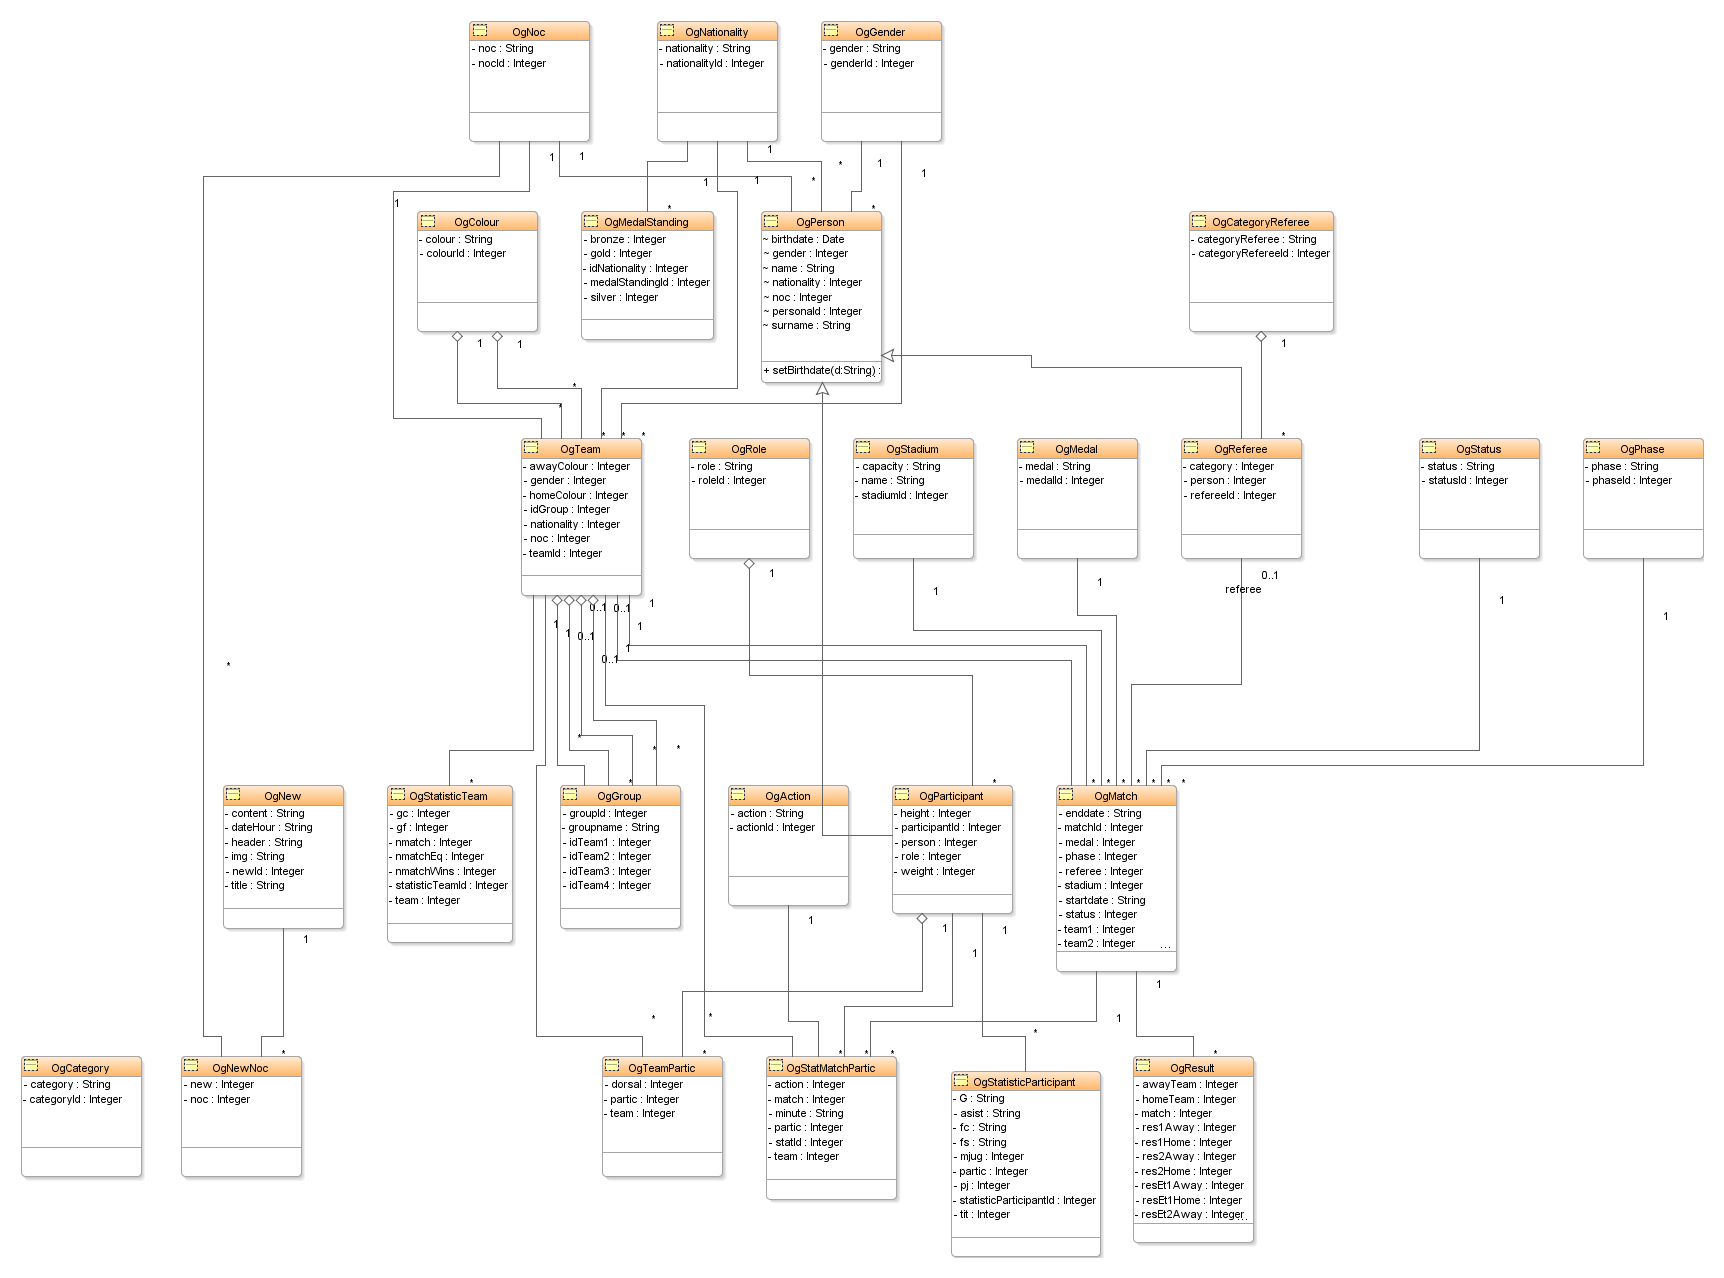 OgNoc
- noc : String
- nocId : Integer
OgNationality
- nationality : String
- nationalityId : Integer
OgGender
- gender : String
- genderId : Integer
1
1
1
*
1
1
1
*
1
1
*
*
OgColour
- colour : String
- colourId : Integer
OgMedalStanding
- bronze : Integer
- gold : Integer
- idNationality : Integer
- medalStandingId : Integer
- silver : Integer
OgPerson
~ birthdate : Date
~ gender : Integer
~ name : String
~ nationality : Integer
~ noc : Integer
~ personaId : Integer
~ surname : String
+ setBirthdate(d:String) :
...
OgCategoryReferee
- categoryReferee : String
- categoryRefereeId : Integer
1
1
1
*
*
*
*
*
*
OgTeam
- awayColour : Integer
- gender : Integer
- homeColour : Integer
- idGroup : Integer
- nationality : Integer
- noc : Integer
- teamId : Integer
OgRole
- role : String
- roleId : Integer
OgStadium
- capacity : String
- name : String
- stadiumId : Integer
OgMedal
- medal : String
- medalId : Integer
OgReferee
- category : Integer
- person : Integer
- refereeId : Integer
OgStatus
- status : String
- statusId : Integer
OgPhase
- phase : String
- phaseId : Integer
1
1
1
0..1
referee
1
1
0..1
0..1
1
1
1
0..1
1
1
0..1
*
*
*
*
OgNew
- content : String
- dateHour : String
- header : String
- img : String
- newId : Integer
- title : String
*
OgStatisticTeam
- gc : Integer
- gf : Integer
- nmatch : Integer
- nmatchEq : Integer
- nmatchWins : Integer
- statisticTeamId : Integer
- team : Integer
*
OgGroup
- groupId : Integer
- groupname : String
- idTeam1 : Integer
- idTeam2 : Integer
- idTeam3 : Integer
- idTeam4 : Integer
OgAction
- action : String
- actionId : Integer
*
OgParticipant
- height : Integer
- participantId : Integer
- person : Integer
- role : Integer
- weight : Integer
* * * * * * *
OgMatch
- enddate : String
- matchId : Integer
- medal : Integer
- phase : Integer
- referee : Integer
- stadium : Integer
- startdate : String
- status : Integer
- team1 : Integer
- team2 : Integer
...
1
1
1
1
1
1
1
*
*
*
OgCategory
- category : String
- categoryId : Integer
*
OgNewNoc
- new : Integer
- noc : Integer
*
OgTeamPartic
- dorsal : Integer
- partic : Integer
- team : Integer
* * *
OgStatMatchPartic
- action : Integer
- match : Integer
- minute : String
- partic : Integer
- statId : Integer
- team : Integer
OgStatisticParticipant
- G : String
- asist : String
- fc : String
- fs : String
- mjug : Integer
- partic : Integer
- pj : Integer
- statisticParticipantId : Integer
- tit : Integer
*
OgResult
- awayTeam : Integer
- homeTeam : Integer
- match : Integer
- res1Away : Integer
- res1Home : Integer
- res2Away : Integer
- res2Home : Integer
- resEt1Away : Integer
- resEt1Home : Integer
- resEt2Away : Integer
...